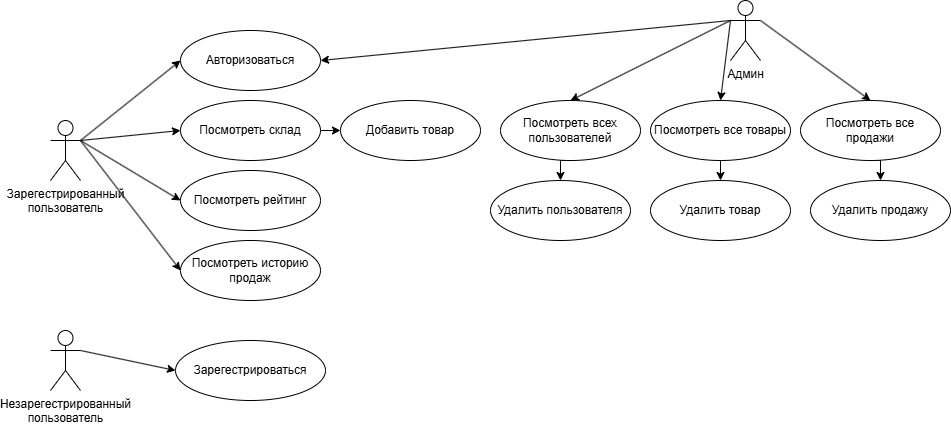 Админ
Авторизоваться
Посмотреть склад
Добавить товар
Посмотреть всех
пользователей
Посмотреть все товары
Посмотреть все
продажи
Зарегестрированный
пользователь
Посмотреть рейтинг
Удалить пользователя
Удалить товар
Удалить продажу
Посмотреть историю
продаж
Зарегестрироваться
Незарегестрированный
пользователь